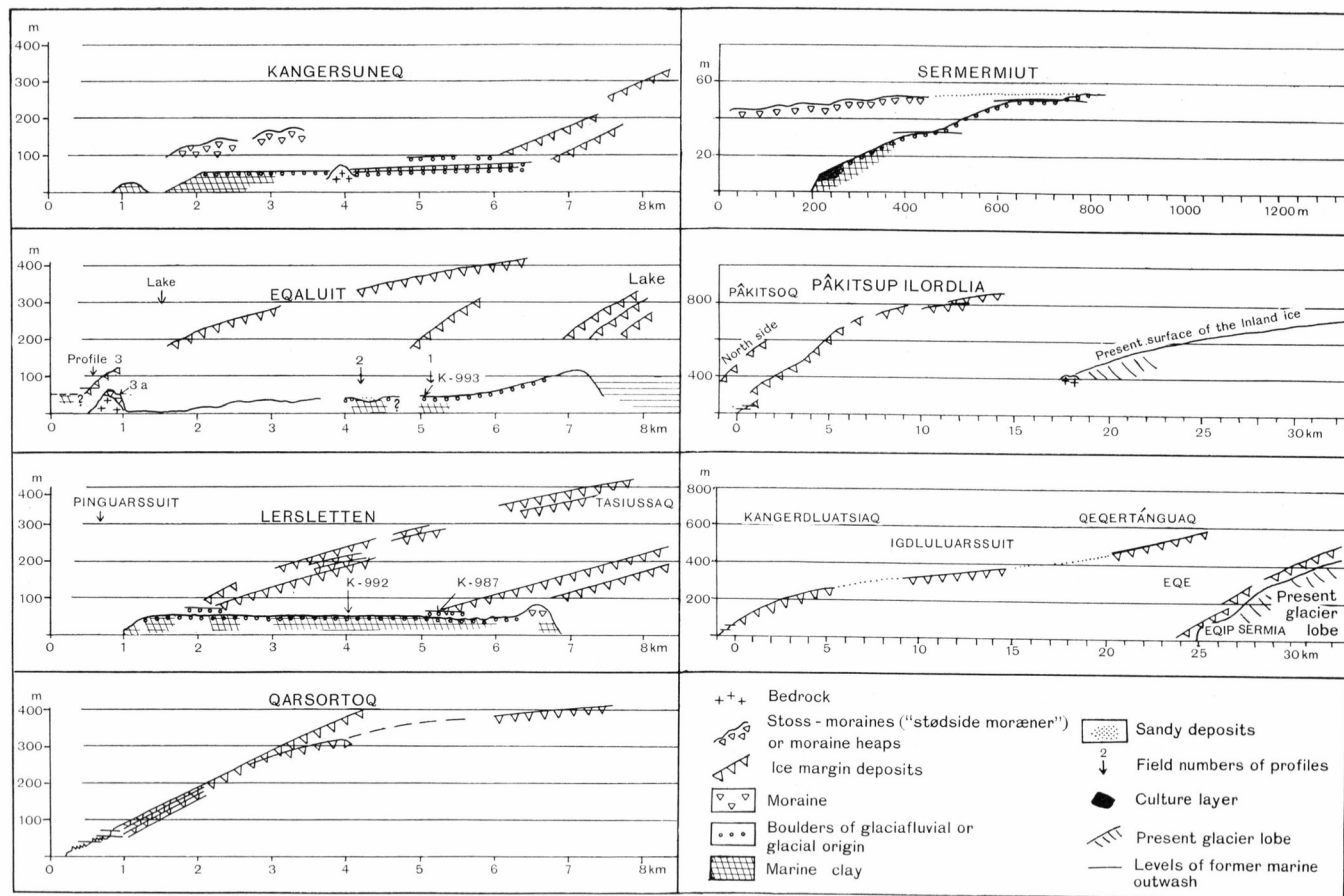 m
400
300
200
100
0
KANGERSUNEQ
0 1 2 3 4 5 6 7 8 km
m
60
40
20
0
SERMERMIUT
0 200 400 600 800 1000 1200 m
m
400
300
200
100
0
Lake
EQALUIT
Lake
Profile 3
3a
?
2
?
1
K-993
0 1 2 3 4 5 6 7 8 km
m
800
400
0
PÂKITSOQ
PÂKITSUP ILORDLIA
North side
Present surface of the Inland ice
0 5 10 15 20 25 30 km
m
400
300
200
100
0
PINGUARSSUIT
LERSLETTEN
TASIUSSAQ
K-992
K-987
0 1 2 3 4 5 6 7 8 km
m
800
600
400
200
0
KANGERDLUATSIAQ
IGDLULUARSSUIT
QEQERTÁNGUAQ
EQE
EQIP SERMIA
Present
glacier
lobe
0 5 10 15 20 25 30 km
m
400
300
200
100
0
QARSORTOQ
0 1 2 3 4 5 6 7 8 km
Bedrock
Stoss - moraines ("stødside moræner")
or moraine heaps
Ice margin deposits
Moraine
Boulders of glaciafluvial or
glacial origin
Marine clay
Sandy deposits
2
Field numbers of profiles
Culture layer
Present glacier lobe
Levels of former marine
outwash